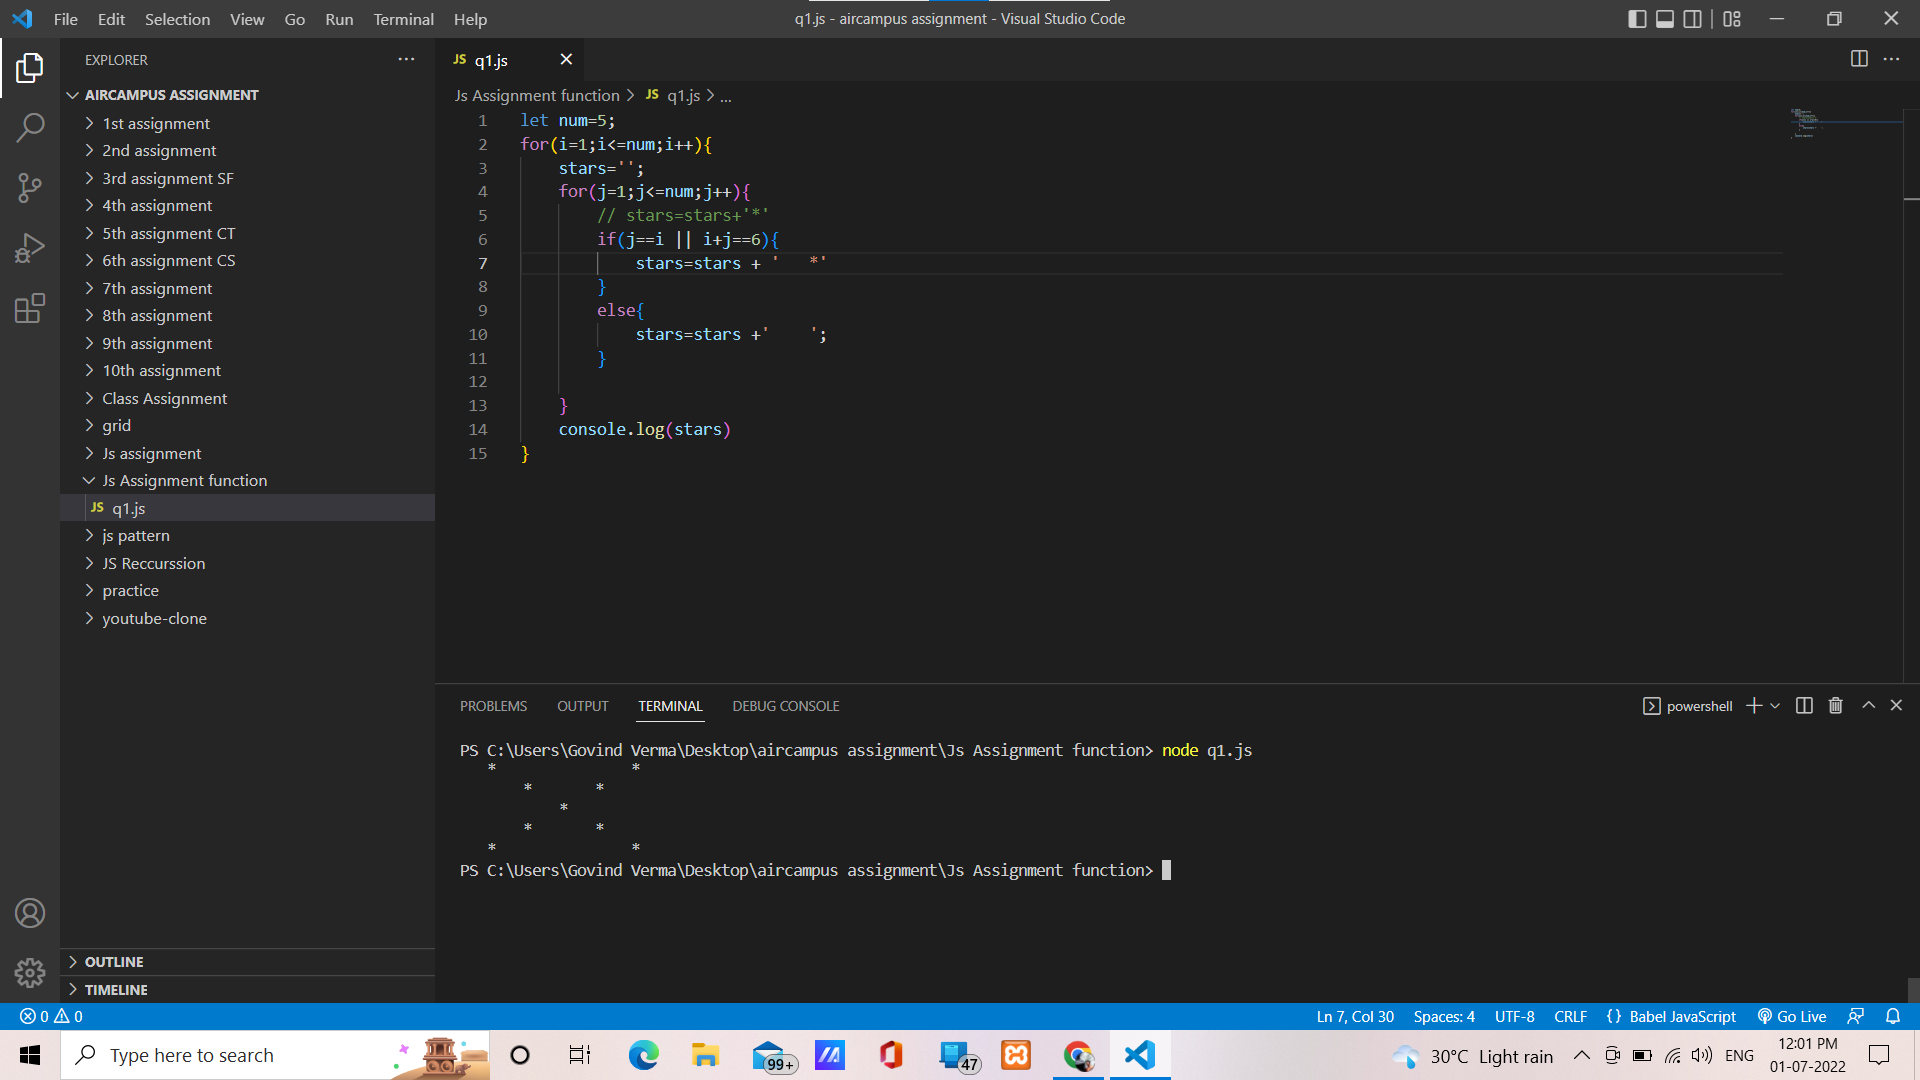 File Edit Selection View Go Run Terminal Help
q1.js - aircampus assignment - Visual Studio Code
EXPLORER
AIRCAMPUS ASSIGNMENT
1st assignment
2nd assignment
3rd assignment SF
4th assignment
5th assignment CT
6th assignment CS
7th assignment
8th assignment
9th assignment
10th assignment
Class Assignment
grid
Js assignment
Js Assignment function
JS q1.js
js pattern
JS Reccurssion
practice
youtube-clone
OUTLINE
TIMELINE
JS q1.js
Js Assignment function > JS q1.js > ...
1 let num=5;
2 for(i=1;i<=num;i++){
3     stars='';
4     for(j=1;j<=num;j++){
5         // stars=stars+'*'
6         if(j==i || i+j==6){
7             stars=stars + '   *'
8         }
9         else{
10             stars=stars +'    ';
11         }
12
13     }
14     console.log(stars)
15 }
PROBLEMS OUTPUT TERMINAL DEBUG CONSOLE
powershell
PS C:\Users\Govind Verma\Desktop\aircampus assignment\Js Assignment function> node q1.js
   *               *
       *       *
           *
       *       *
   *               *
PS C:\Users\Govind Verma\Desktop\aircampus assignment\Js Assignment function>
0 0
Ln 7, Col 30 Spaces: 4 UTF-8 CRLF {} Babel JavaScript Go Live
Type here to search
99+
47
30°C Light rain
ENG
12:01 PM
01-07-2022